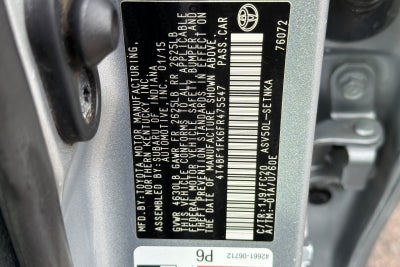 MFD. BY: TOYOTA MOTOR MANUFACTURING,
NORTHERN KENTUCKY, INC.
ASSEMBLED BY: SUBARU OF INDIANA
AUTOMOTIVE, INC. 01/15
GVWR 4630LB GAWR FR 2625LB RR 2625LB
THIS VEHICLE CONFORMS TO ALL APPLICABLE
FEDERAL MOTOR VEHICLE SAFETY, BUMPER, AND
THEFT PREVENTION STANDARDS IN EFFECT ON
THE DATE OF MANUFACTURE SHOWN ABOVE.
4T4BF1FK6FR475547 PASS.CAR
76072
C/TR: 1J9/FC20 ASV50L-SETNKA
A/TM:-01A/U760E
42661-06712
P6